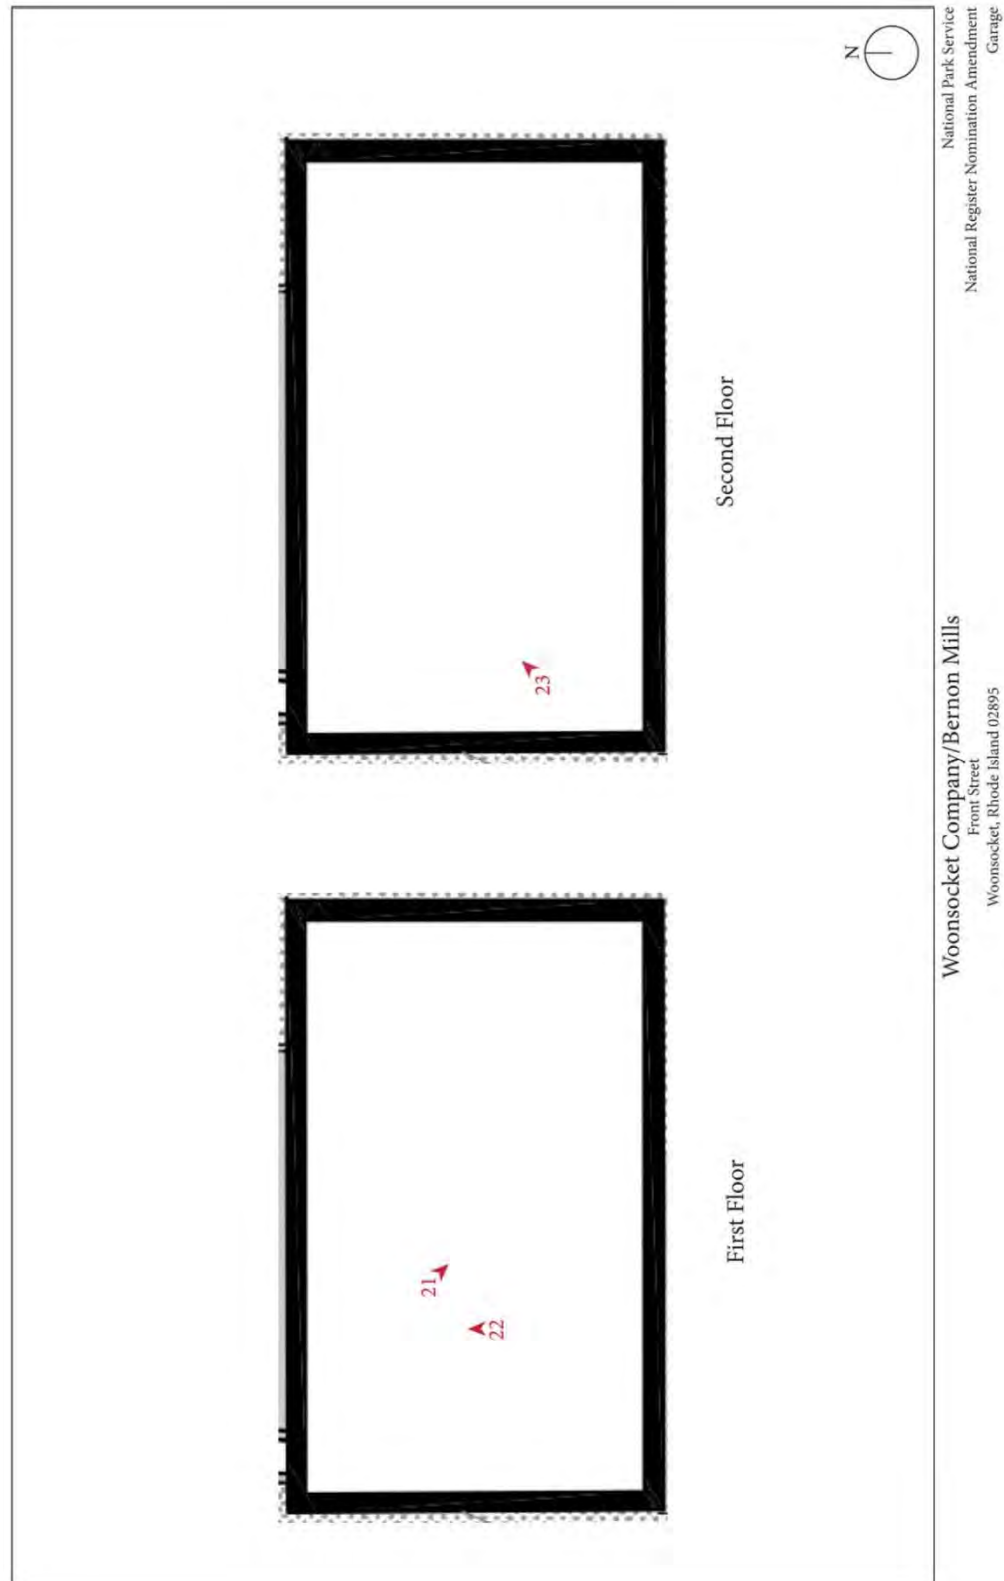 N
21
22
First Floor
23
Second Floor
Woonsocket Company/Bernon Mills
Front Street
Woonsocket, Rhode Island 02895
National Park Service
National Register Nomination Amendment
Garage